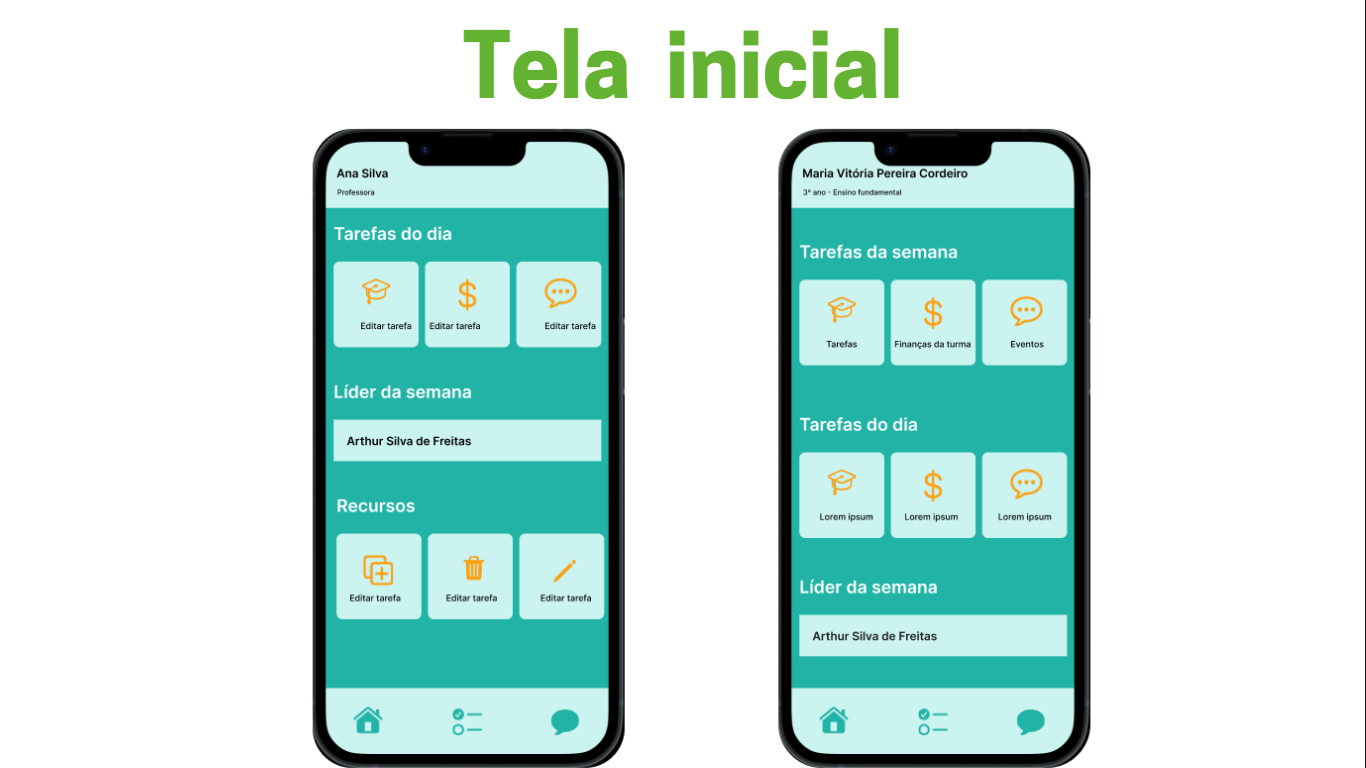 Tela inicial
Ana Silva
Professora
Tarefas do dia
Editar tarefa Editar tarefa Editar tarefa
Líder da semana
Arthur Silva de Freitas
Recursos
Editar tarefa Editar tarefa Editar tarefa
Maria Vitória Pereira Cordeiro
3º ano - Ensino fundamental
Tarefas da semana
Tarefas Finanças da turma Eventos
Tarefas do dia
Lorem ipsum Lorem ipsum Lorem ipsum
Líder da semana
Arthur Silva de Freitas